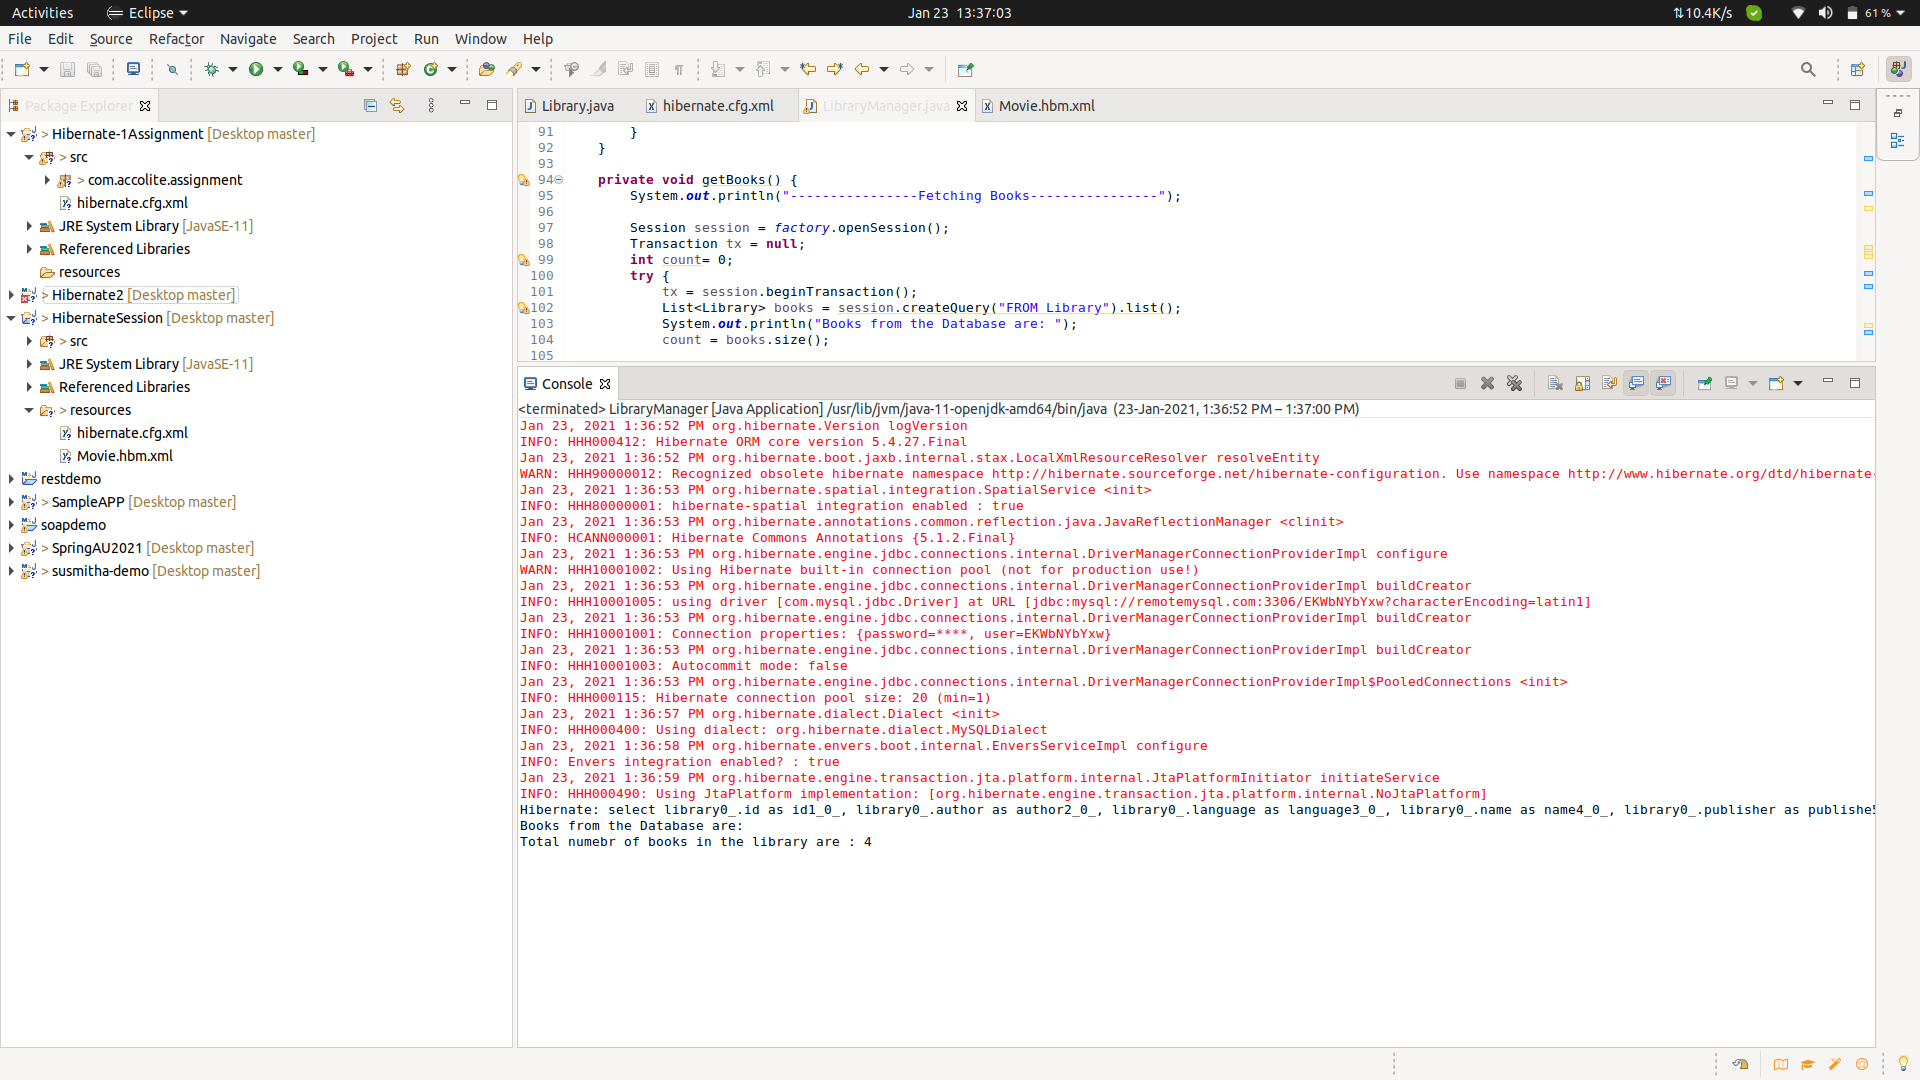 Activities Eclipse Jan 23 13:37:03 10.4K/s 61 %
File Edit Source Refactor Navigate Search Project Run Window Help
Package Explorer
> Hibernate-1Assignment [Desktop master]
> src
> com.accolite.assignment
hibernate.cfg.xml
JRE System Library [JavaSE-11]
Referenced Libraries
resources
> Hibernate2 [Desktop master]
> HibernateSession [Desktop master]
> src
JRE System Library [JavaSE-11]
Referenced Libraries
> resources
hibernate.cfg.xml
Movie.hbm.xml
restdemo
> SampleAPP [Desktop master]
soapdemo
> SpringAU2021 [Desktop master]
> susmitha-demo [Desktop master]
Library.java hibernate.cfg.xml LibraryManager.java Movie.hbm.xml
91 }
92 }
93
94 private void getBooks() {
95 System.out.println("----------------Fetching Books----------------");
96
97 Session session = factory.openSession();
98 Transaction tx = null;
99 int count= 0;
100 try {
101 tx = session.beginTransaction();
102 List<Library> books = session.createQuery("FROM Library").list();
103 System.out.println("Books from the Database are: ");
104 count = books.size();
105
Console
<terminated> LibraryManager [Java Application] /usr/lib/jvm/java-11-openjdk-amd64/bin/java (23-Jan-2021, 1:36:52 PM – 1:37:00 PM)
Jan 23, 2021 1:36:52 PM org.hibernate.Version logVersion
INFO: HHH000412: Hibernate ORM core version 5.4.27.Final
Jan 23, 2021 1:36:52 PM org.hibernate.boot.jaxb.internal.stax.LocalXmlResourceResolver resolveEntity
WARN: HHH90000012: Recognized obsolete hibernate namespace http://hibernate.sourceforge.net/hibernate-configuration. Use namespace http://www.hibernate.org/dtd/hibernate-
Jan 23, 2021 1:36:53 PM org.hibernate.spatial.integration.SpatialService <init>
INFO: HHH80000001: hibernate-spatial integration enabled : true
Jan 23, 2021 1:36:53 PM org.hibernate.annotations.common.reflection.java.JavaReflectionManager <clinit>
INFO: HCANN000001: Hibernate Commons Annotations {5.1.2.Final}
Jan 23, 2021 1:36:53 PM org.hibernate.engine.jdbc.connections.internal.DriverManagerConnectionProviderImpl configure
WARN: HHH10001002: Using Hibernate built-in connection pool (not for production use!)
Jan 23, 2021 1:36:53 PM org.hibernate.engine.jdbc.connections.internal.DriverManagerConnectionProviderImpl buildCreator
INFO: HHH10001005: using driver [com.mysql.jdbc.Driver] at URL [jdbc:mysql://remotemysql.com:3306/EKWbNYbYxw?characterEncoding=latin1]
Jan 23, 2021 1:36:53 PM org.hibernate.engine.jdbc.connections.internal.DriverManagerConnectionProviderImpl buildCreator
INFO: HHH10001001: Connection properties: {password=****, user=EKWbNYbYxw}
Jan 23, 2021 1:36:53 PM org.hibernate.engine.jdbc.connections.internal.DriverManagerConnectionProviderImpl buildCreator
INFO: HHH10001003: Autocommit mode: false
Jan 23, 2021 1:36:53 PM org.hibernate.engine.jdbc.connections.internal.DriverManagerConnectionProviderImpl$PooledConnections <init>
INFO: HHH000115: Hibernate connection pool size: 20 (min=1)
Jan 23, 2021 1:36:57 PM org.hibernate.dialect.Dialect <init>
INFO: HHH000400: Using dialect: org.hibernate.dialect.MySQLDialect
Jan 23, 2021 1:36:58 PM org.hibernate.envers.boot.internal.EnversServiceImpl configure
INFO: Envers integration enabled? : true
Jan 23, 2021 1:36:59 PM org.hibernate.engine.transaction.jta.platform.internal.JtaPlatformInitiator initiateService
INFO: HHH000490: Using JtaPlatform implementation: [org.hibernate.engine.transaction.jta.platform.internal.NoJtaPlatform]
Hibernate: select library0_.id as id1_0_, library0_.author as author2_0_, library0_.language as language3_0_, library0_.name as name4_0_, library0_.publisher as publishe5
Books from the Database are:
Total numebr of books in the library are : 4